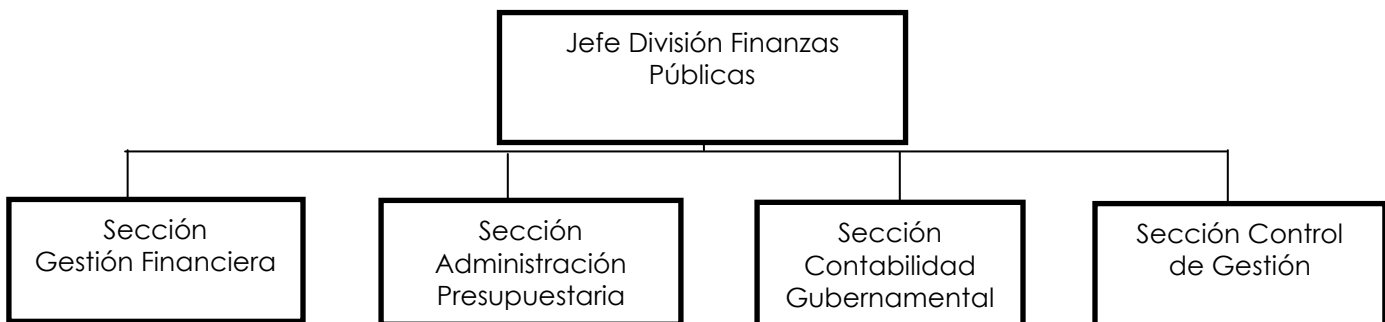 Jefe División Finanzas
Públicas
Sección
Gestión Financiera
Sección
Administración
Presupuestaria
Sección
Contabilidad
Gubernamental
Sección Control
de Gestión